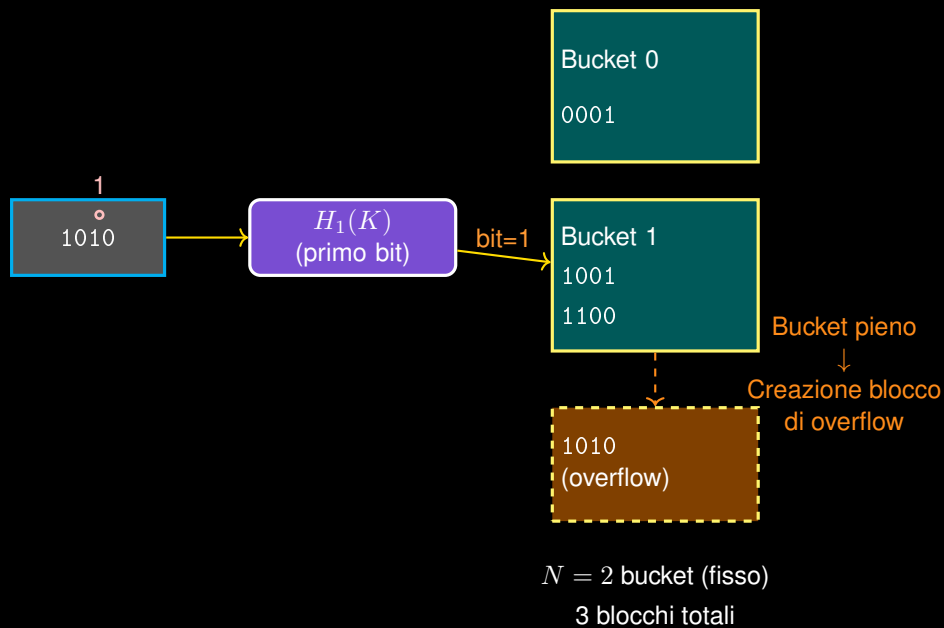 Bucket 0
0001
1
1010
H₁(K)
(primo bit)
bit=1
Bucket 1
1001
1100
Bucket pieno
↓
Creazione blocco
di overflow
1010
(overflow)
N = 2 bucket (fisso)
3 blocchi totali